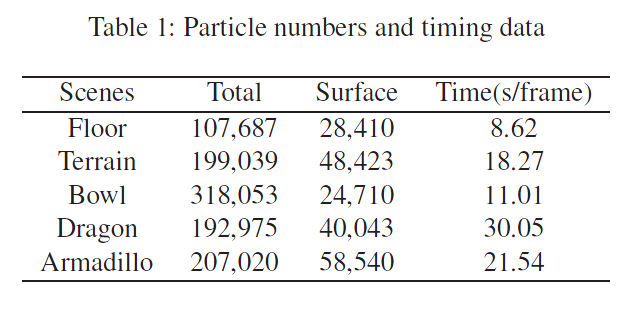 Table 1: Particle numbers and timing data
Scenes Total Surface Time(s/frame)
Floor 107,687 28,410 8.62
Terrain 199,039 48,423 18.27
Bowl 318,053 24,710 11.01
Dragon 192,975 40,043 30.05
Armadillo 207,020 58,540 21.54